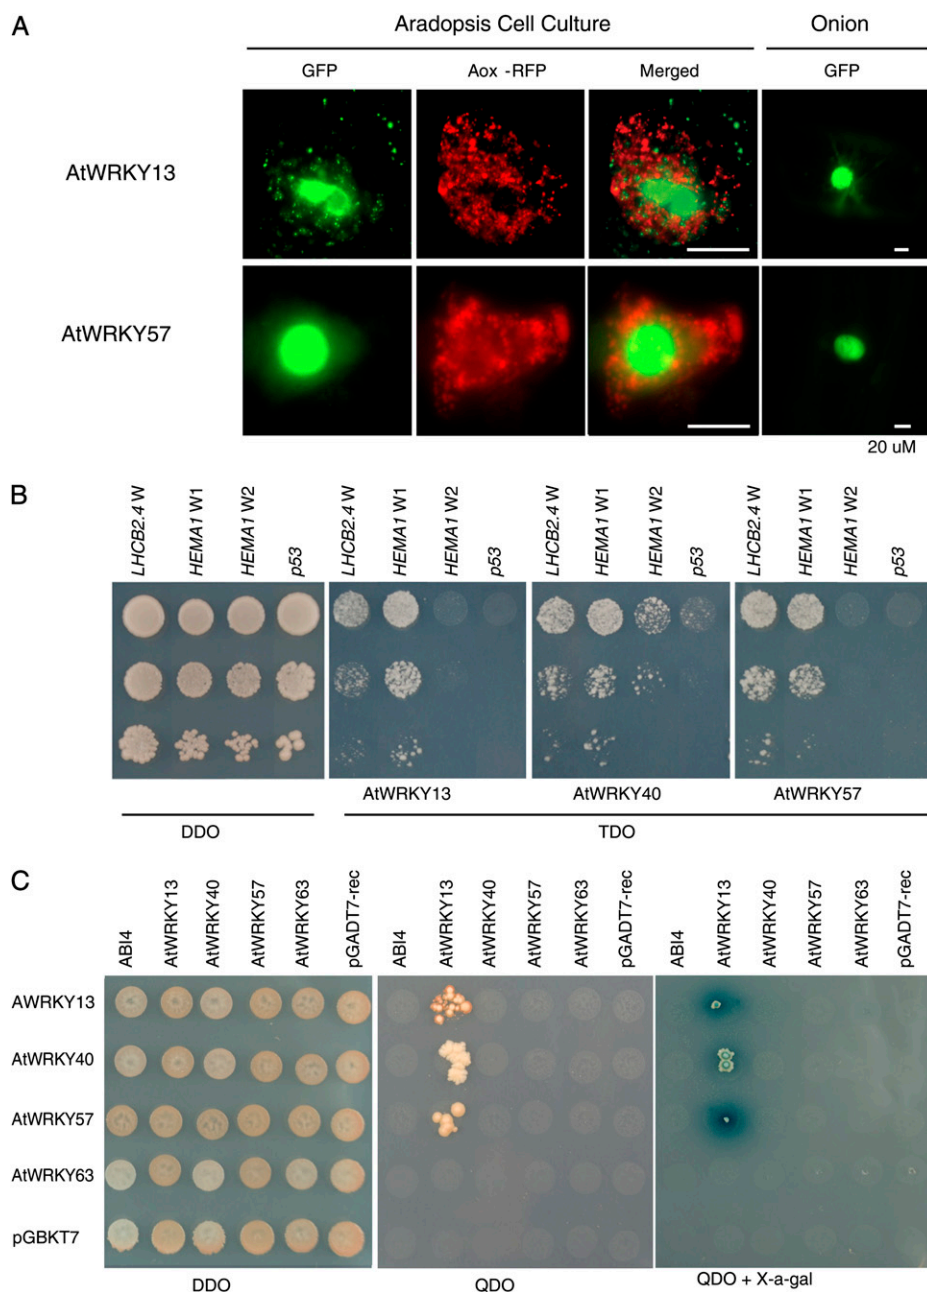 A
Aradopsis Cell Culture Onion
GFP Aox -RFP Merged GFP
AtWRKY13
AtWRKY57
20 uM
B
LHCB2.4 W HEMA1 W1 HEMA1 W2 p53 LHCB2.4 W HEMA1 W1 HEMA1 W2 p53 LHCB2.4 W HEMA1 W1 HEMA1 W2 p53 LHCB2.4 W HEMA1 W1 HEMA1 W2 p53
AtWRKY13 AtWRKY40 AtWRKY57
DDO TDO
C
ABI4 AtWRKY13 AtWRKY40 AtWRKY57 AtWRKY63 pGADT7-rec ABI4 AtWRKY13 AtWRKY40 AtWRKY57 AtWRKY63 pGADT7-rec ABI4 AtWRKY13 AtWRKY40 AtWRKY57 AtWRKY63 pGADT7-rec
AWRKY13
AtWRKY40
AtWRKY57
AtWRKY63
pGBKT7
DDO QDO QDO + X-a-gal